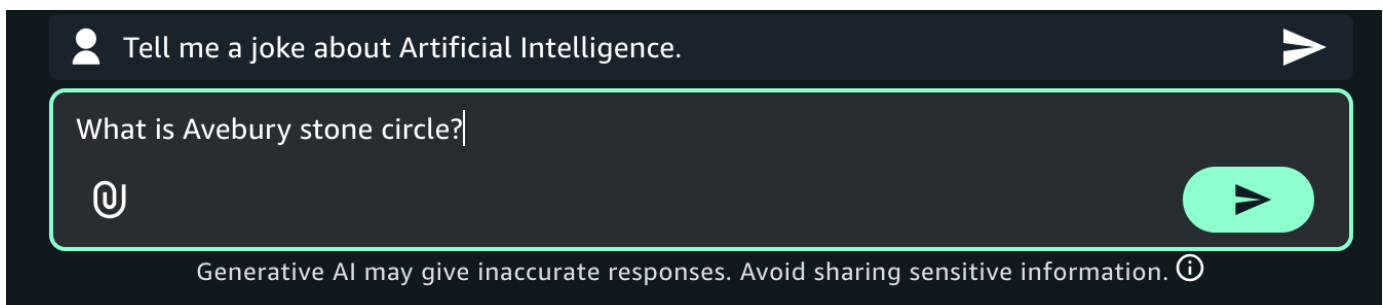 Tell me a joke about Artificial Intelligence.
What is Avebury stone circle?
Generative AI may give inaccurate responses. Avoid sharing sensitive information.